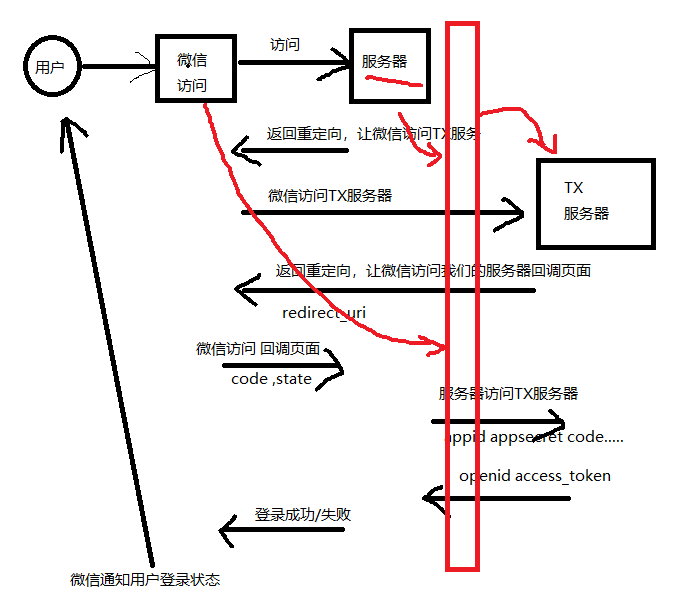 用户
微信
访问
访问
服务器
返回重定向，让微信访问TX服务
TX
服务器
微信访问TX服务器
返回重定向，让微信访问我们的服务器回调页面
redirect_uri
微信访问 回调页面
code ,state
服务器访问TX服务器
appid appsecret code.....
openid access_token
登录成功/失败
微信通知用户登录状态